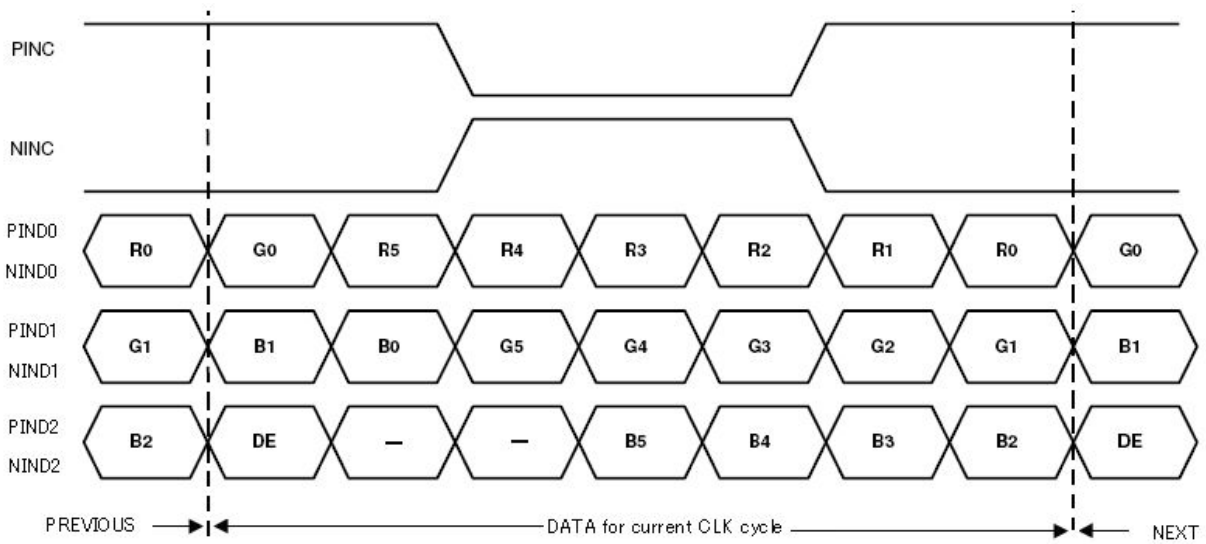 PINC
NINC
PIND0
NIND0
R0 G0 R5 R4 R3 R2 R1 R0 G0
PIND1
NIND1
G1 B1 B0 G5 G4 G3 G2 G1 B1
PIND2
NIND2
B2 DE — — B5 B4 B3 B2 DE
PREVIOUS DATA for current CLK cycle NEXT